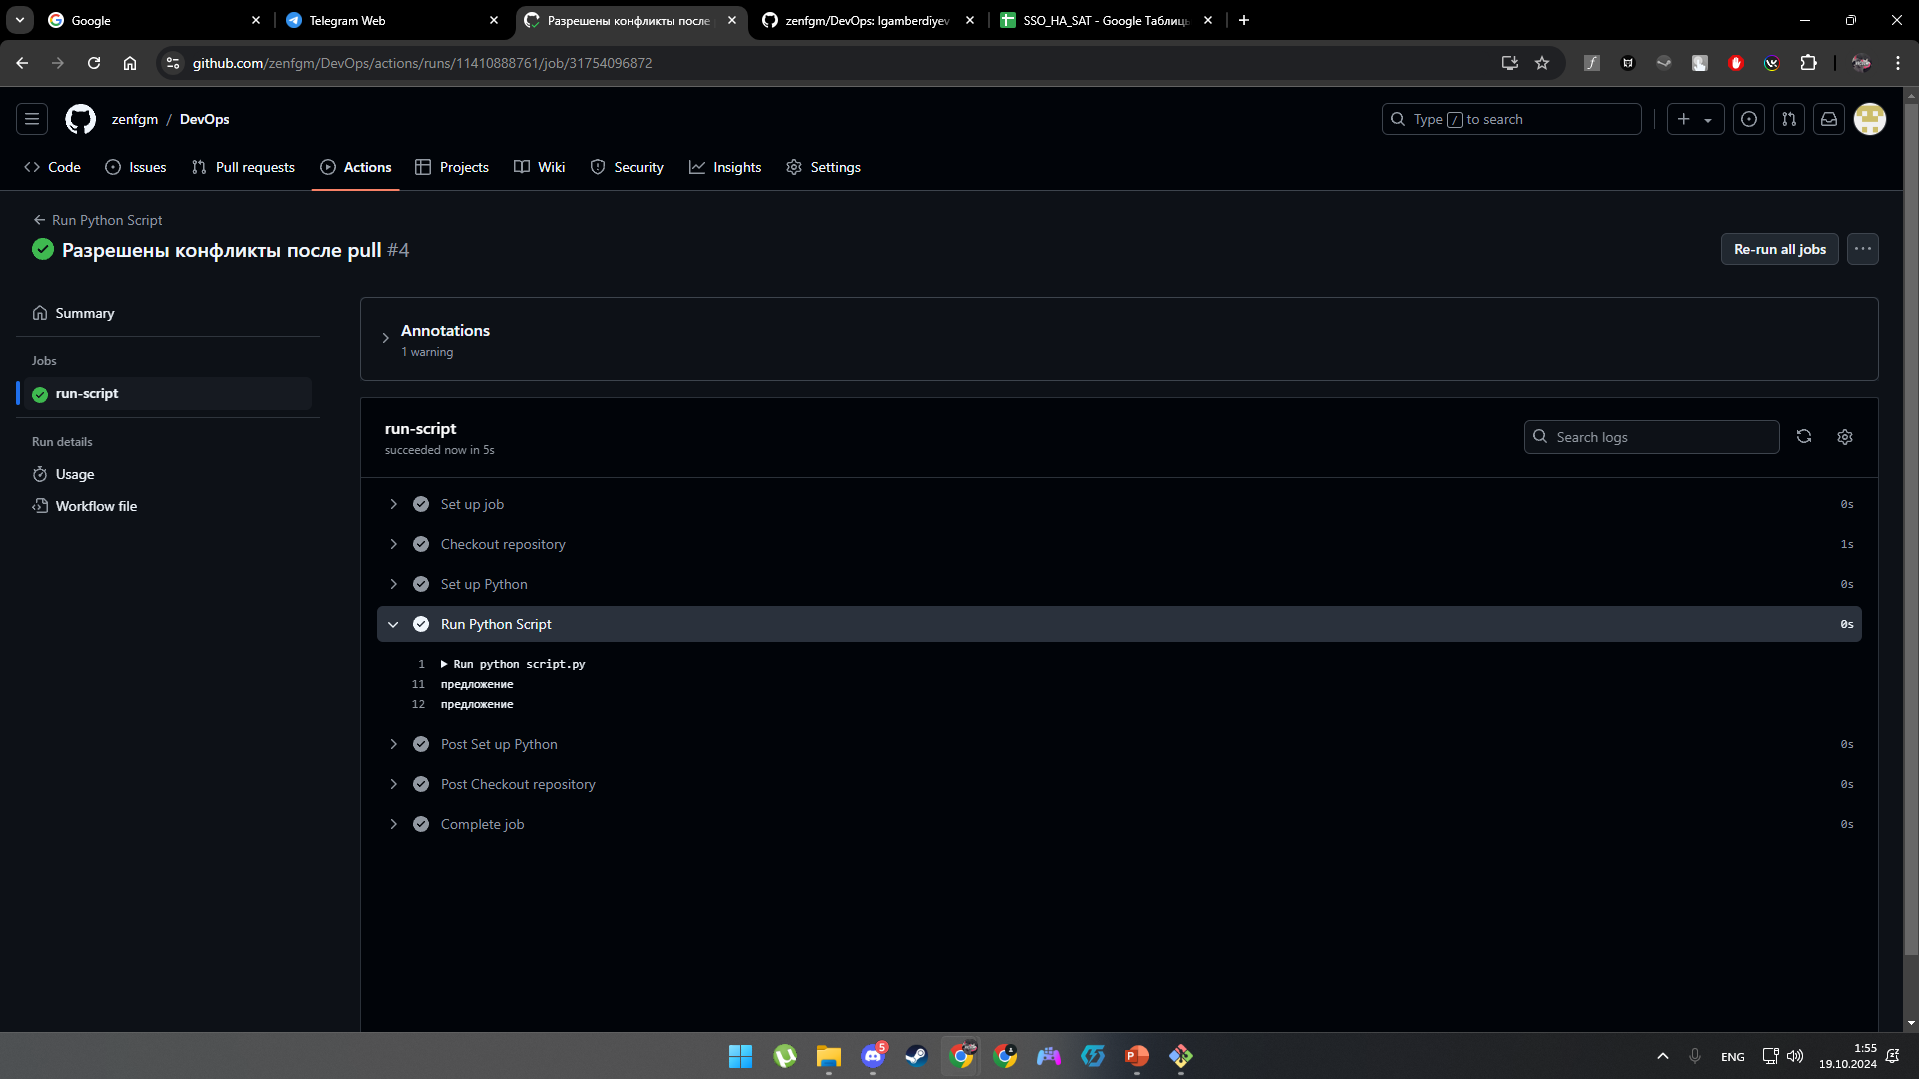 Google
Telegram Web
Разрешены конфликты после
zenfgm/DevOps: Igamberdiyev
SSO_HA_SAT - Google Таблицы
github.com/zenfgm/DevOps/actions/runs/11410888761/job/31754096872
zenfgm / DevOps
Type / to search
Code
Issues
Pull requests
Actions
Projects
Wiki
Security
Insights
Settings
Run Python Script
Разрешены конфликты после pull #4
Re-run all jobs
Summary
Jobs
run-script
Run details
Usage
Workflow file
Annotations
1 warning
run-script
succeeded now in 5s
Search logs
Set up job 0s
Checkout repository 1s
Set up Python 0s
Run Python Script 0s
1 Run python script.py
11 предложение
12 предложение
Post Set up Python 0s
Post Checkout repository 0s
Complete job 0s
5
P
ENG
1:55
19.10.2024